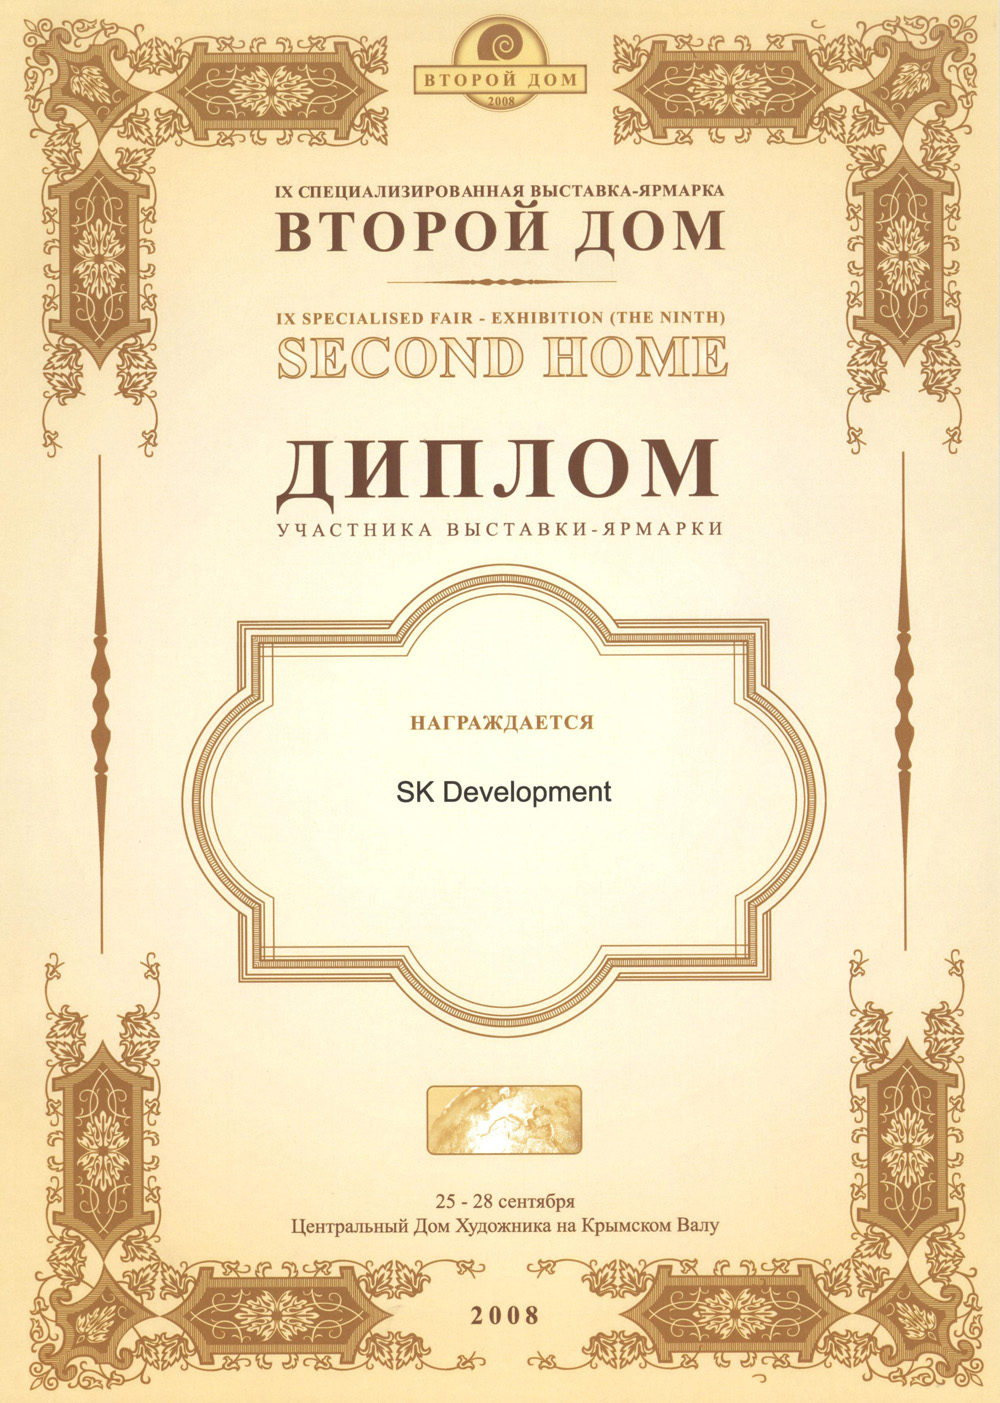 ВТОРОЙ ДОМ
2008
IX СПЕЦИАЛИЗИРОВАННАЯ ВЫСТАВКА-ЯРМАРКА
ВТОРОЙ ДОМ
IX SPECIALISED FAIR - EXHIBITION (THE NINTH)
SECOND HOME
ДИПЛОМ
УЧАСТНИКА ВЫСТАВКИ-ЯРМАРКИ
НАГРАЖДАЕТСЯ
SK Development
25 - 28 сентября
Центральный Дом Художника на Крымском Валу
2008